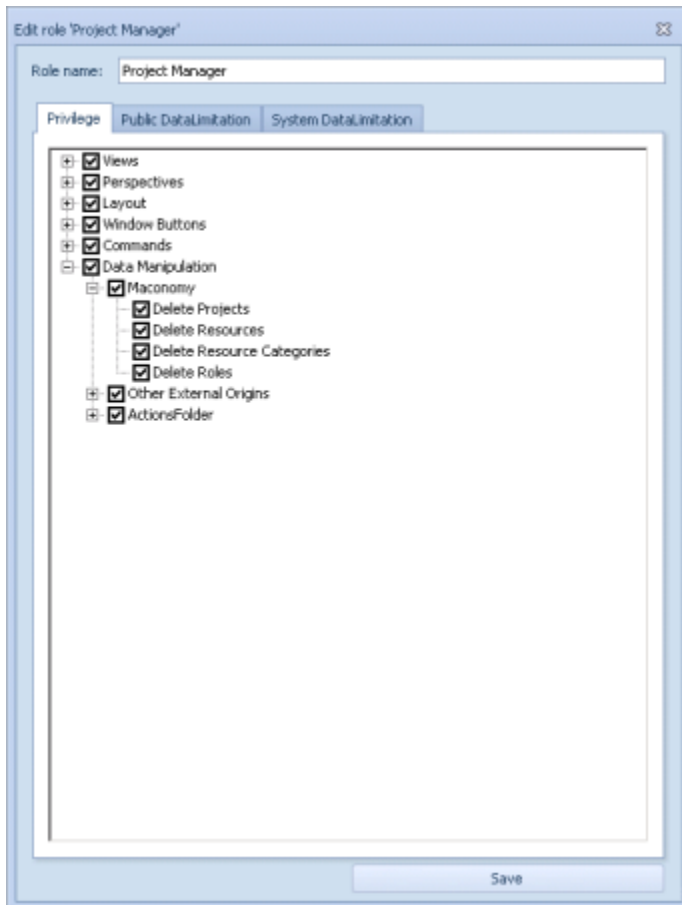 Edit role 'Project Manager'
Role name: Project Manager
Privilege Public DataLimitation System DataLimitation
Views
Perspectives
Layout
Window Buttons
Commands
Data Manipulation
Maconomy
Delete Projects
Delete Resources
Delete Resource Categories
Delete Roles
Other External Origins
ActionsFolder
Save